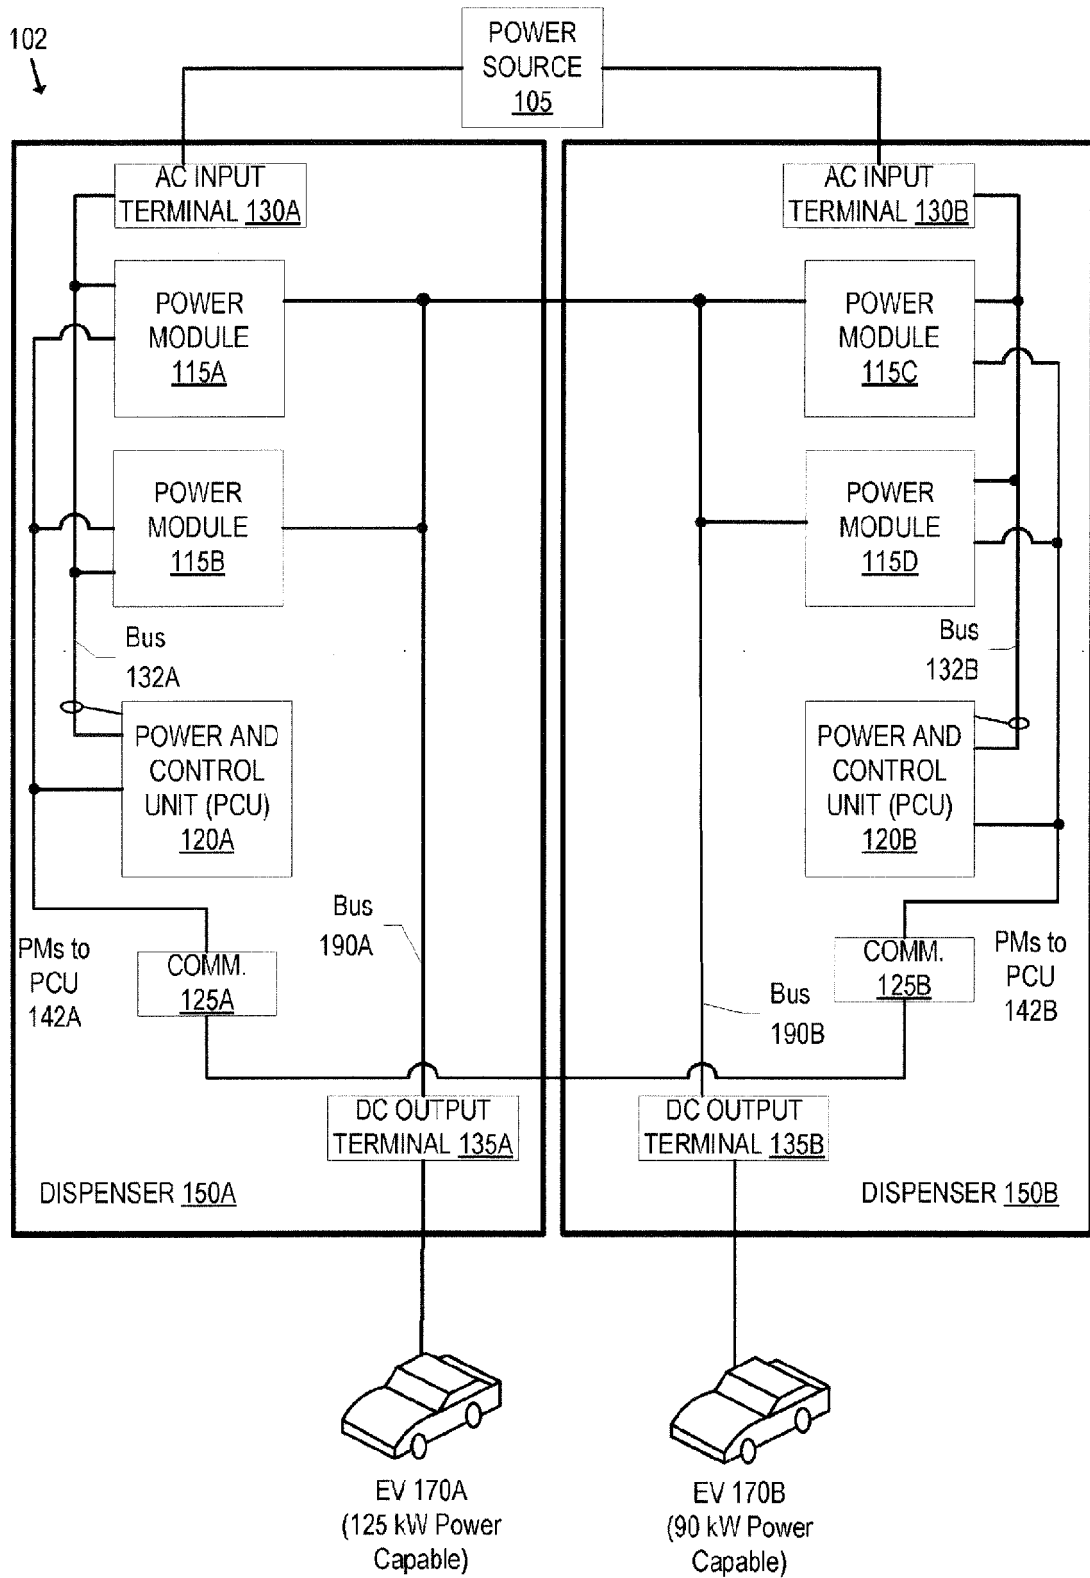 102
POWER
SOURCE
105
AC INPUT
TERMINAL 130A
AC INPUT
TERMINAL 130B
POWER
MODULE
115A
POWER
MODULE
115C
POWER
MODULE
115B
POWER
MODULE
115D
Bus
132A
Bus
132B
POWER AND
CONTROL
UNIT (PCU)
120A
POWER AND
CONTROL
UNIT (PCU)
120B
Bus
190A
PMs to
PCU
142A
COMM.
125A
Bus
190B
COMM.
125B
PMs to
PCU
142B
DC OUTPUT
TERMINAL 135A
DC OUTPUT
TERMINAL 135B
DISPENSER 150A
DISPENSER 150B
EV 170A
(125 kW Power
Capable)
EV 170B
(90 kW Power
Capable)